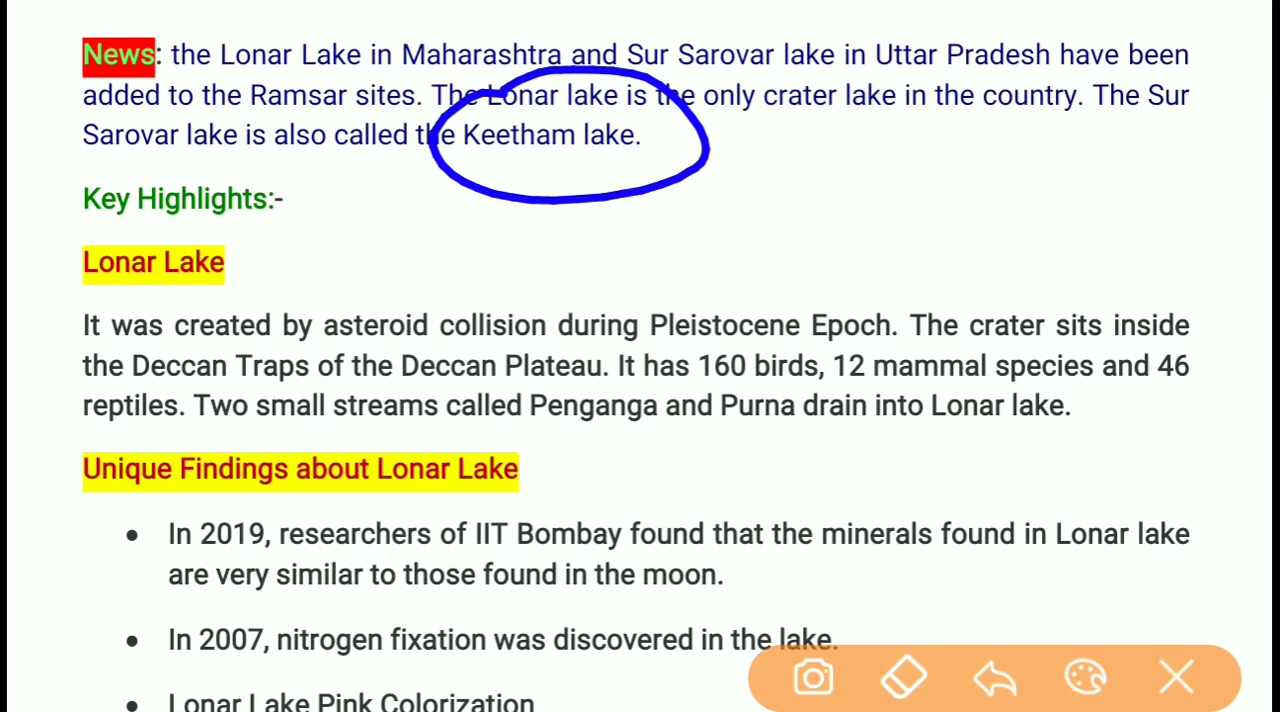 News: the Lonar Lake in Maharashtra and Sur Sarovar lake in Uttar Pradesh have been
added to the Ramsar sites. The Lonar lake is the only crater lake in the country. The Sur
Sarovar lake is also called the Keetham lake.
Key Highlights:-
Lonar Lake
It was created by asteroid collision during Pleistocene Epoch. The crater sits inside
the Deccan Traps of the Deccan Plateau. It has 160 birds, 12 mammal species and 46
reptiles. Two small streams called Penganga and Purna drain into Lonar lake.
Unique Findings about Lonar Lake
• In 2019, researchers of IIT Bombay found that the minerals found in Lonar lake
are very similar to those found in the moon.
• In 2007, nitrogen fixation was discovered in the lake.
• Lonar Lake Pink Colorization